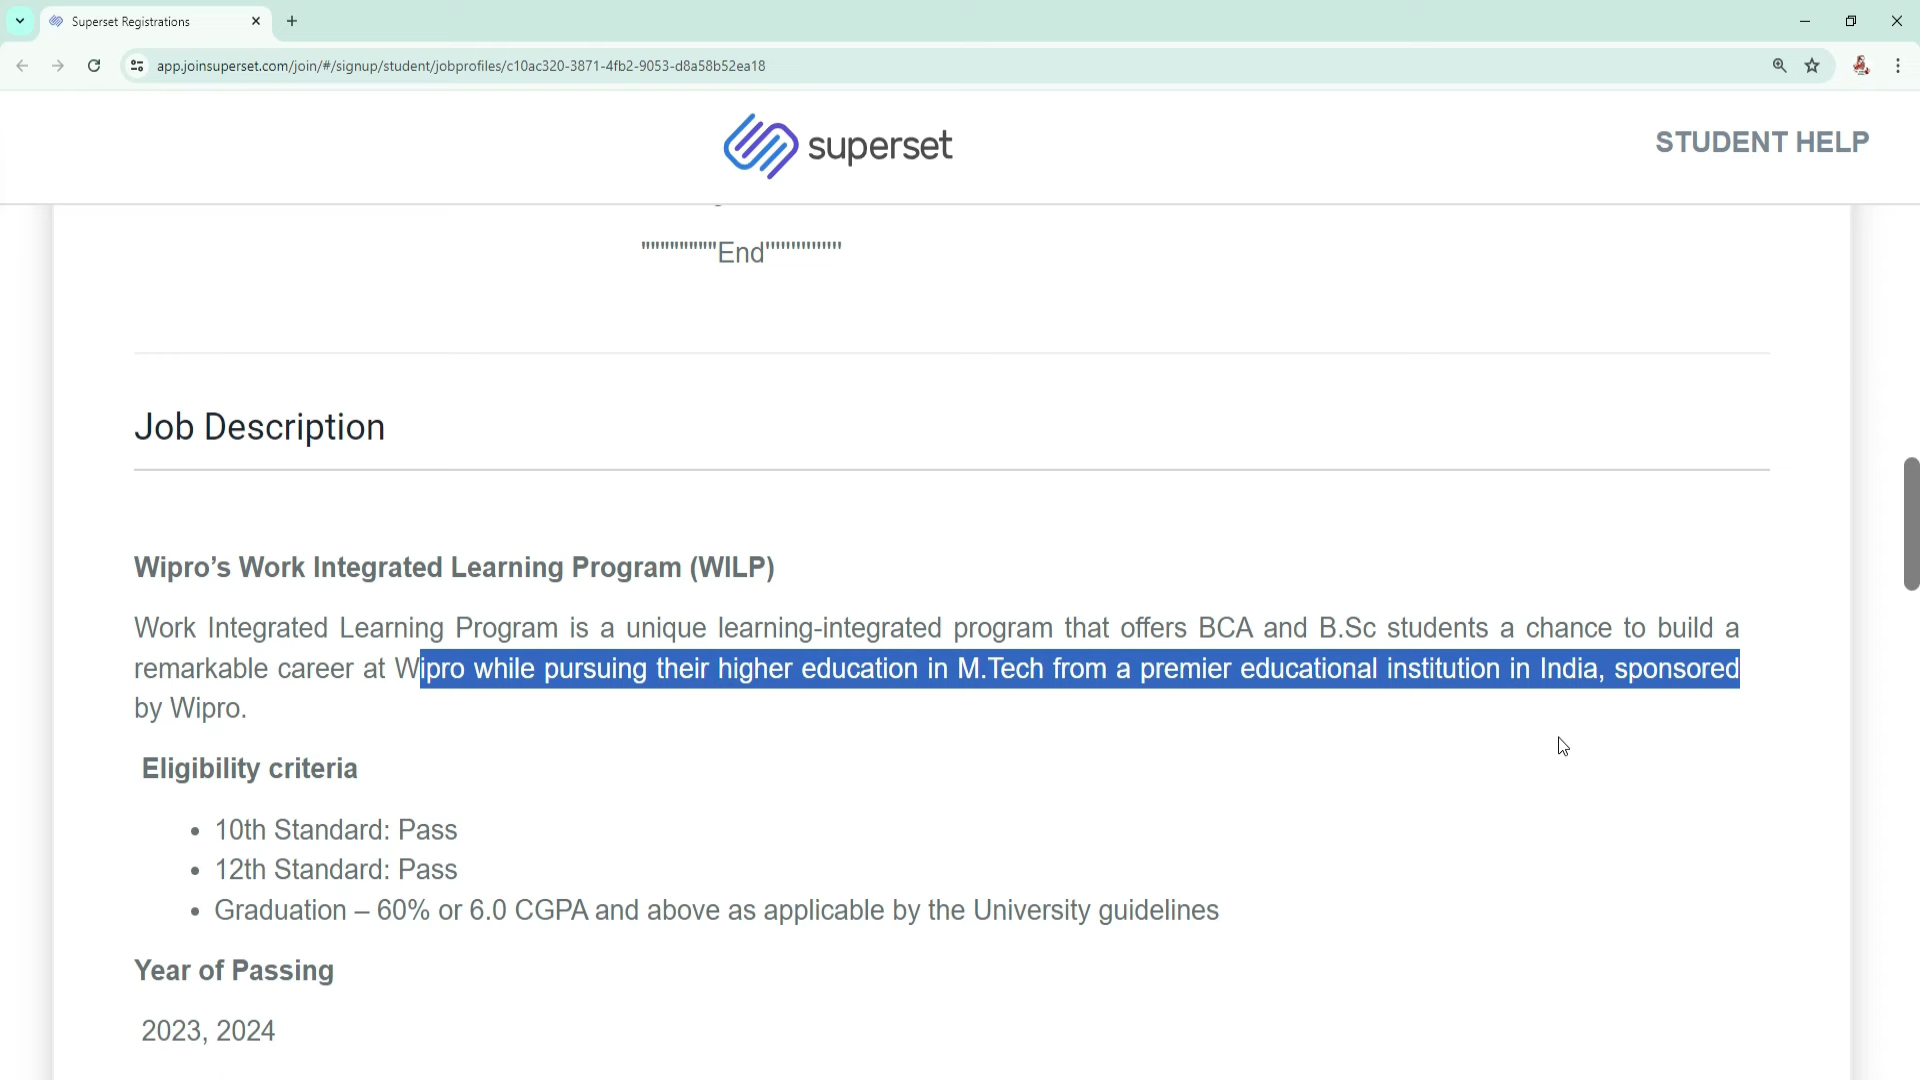 Superset Registrations
app.joinsuperset.com/join/#/signup/student/jobprofiles/c10ac320-3871-4fb2-9053-d8a58b52ea18
superset
STUDENT HELP
""""""""End""""""""
Job Description
Wipro’s Work Integrated Learning Program (WILP)
Work Integrated Learning Program is a unique learning-integrated program that offers BCA and B.Sc students a chance to build a
remarkable career at Wipro while pursuing their higher education in M.Tech from a premier educational institution in India, sponsored
by Wipro.
Eligibility criteria
• 10th Standard: Pass
• 12th Standard: Pass
• Graduation – 60% or 6.0 CGPA and above as applicable by the University guidelines
Year of Passing
2023, 2024